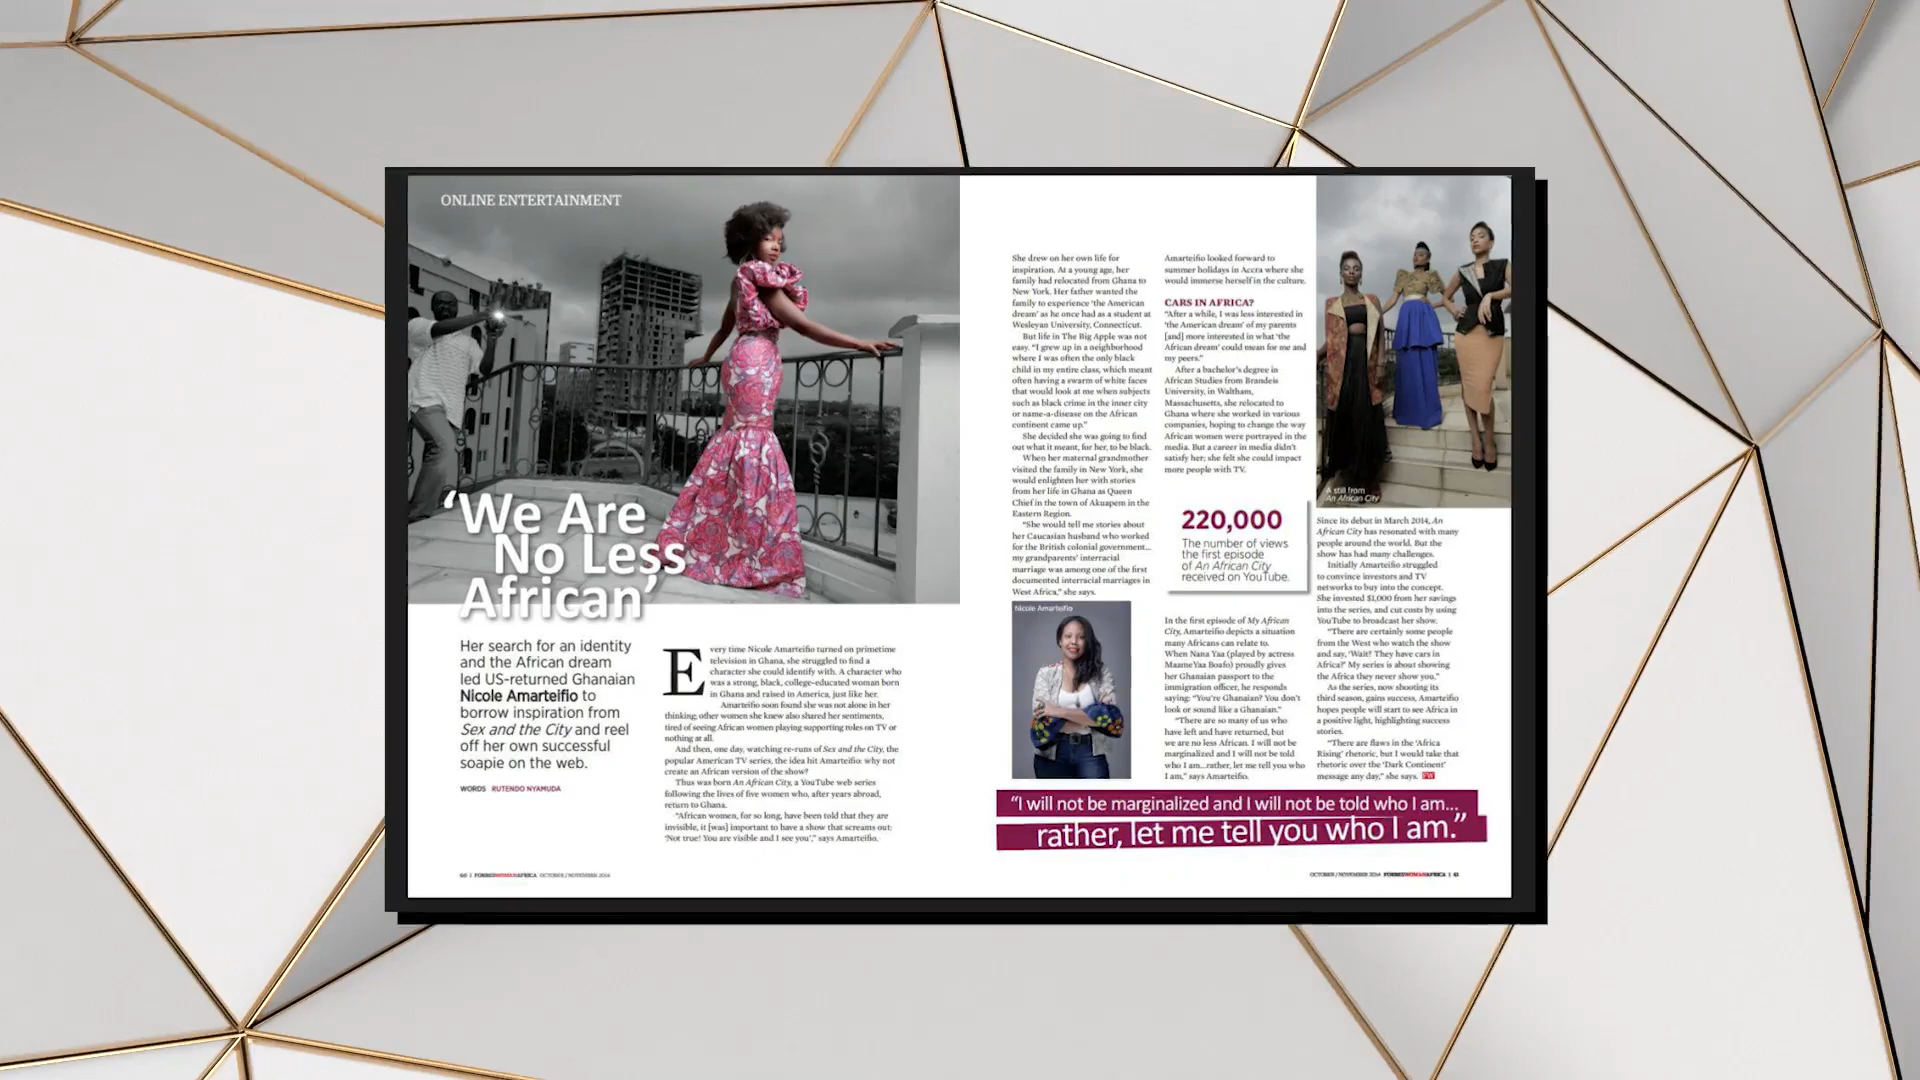 ONLINE ENTERTAINMENT
‘We Are
No Less
African’
Her search for an identity
and the African dream
led US-returned Ghanaian
Nicole Amarteifio to
borrow inspiration from
Sex and the City and reel
off her own successful
soapie on the web.
WORDS RUTENDO NYAMUDA
Every time Nicole Amarteifio turned on primetime
television in Ghana, she struggled to find a
character she could identify with. A character who
was a strong, black, college-educated woman born
in Ghana and raised in America, just like her.
Amarteifio soon found she was not alone in her
thinking; other women she knew also shared her sentiments,
tired of seeing African women playing supporting roles on TV or
nothing at all.
And then, one day, watching re-runs of Sex and the City, the
popular American TV series, the idea hit Amarteifio: why not
create an African version of the show?
Thus was born An African City, a YouTube web series
following the lives of five women who, after years abroad,
return to Ghana.
“African women, for so long, have been told that they are
invisible, it [was] important to have a show that screams out:
‘Not true! You are visible and I see you’,” says Amarteifio.
60 | FORBESWOMANAFRICA OCTOBER / NOVEMBER 2014
She drew on her own life for
inspiration. At a young age, her
family had relocated from Ghana to
New York. Her father wanted the
family to experience ‘the American
dream’ as he once had as a student at
Wesleyan University, Connecticut.
But life in The Big Apple was not
easy. “I grew up in a neighborhood
where I was often the only black
child in my entire class, which meant
often having a swarm of white faces
that would look at me when subjects
such as black crime in the inner city
or name-a-disease on the African
continent came up.”
She decided she was going to find
out what it meant, for her, to be black.
When her maternal grandmother
visited the family in New York, she
would enlighten her with stories
from her life in Ghana as Queen
Chief in the town of Akuapem in the
Eastern Region.
“She would tell me stories about
her Caucasian husband who worked
for the British colonial government...
my grandparents’ interracial
marriage was among one of the first
documented interracial marriages in
West Africa,” she says.
Nicole Amarteifio
Amarteifio looked forward to
summer holidays in Accra where she
would immerse herself in the culture.
CARS IN AFRICA?
“After a while, I was less interested in
‘the American dream’ of my parents
[and] more interested in what ‘the
African dream’ could mean for me and
my peers.”
After a bachelor’s degree in
African Studies from Brandeis
University, in Waltham,
Massachusetts, she relocated to
Ghana where she worked in various
companies, hoping to change the way
African women were portrayed in the
media. But a career in media didn’t
satisfy her; she felt she could impact
more people with TV.
220,000
The number of views
the first episode
of An African City
received on YouTube.
In the first episode of My African
City, Amarteifio depicts a situation
many Africans can relate to.
When Nana Yaa (played by actress
MaameYaa Boafo) proudly gives
her Ghanaian passport to the
immigration officer, he responds
saying: “You’re Ghanaian? You don’t
look or sound like a Ghanaian.”
“There are so many of us who
have left and have returned, but
we are no less African. I will not be
marginalized and I will not be told
who I am...rather, let me tell you who
I am,” says Amarteifio.
A still from
An African City
Since its debut in March 2014, An
African City has resonated with many
people around the world. But the
show has had many challenges.
Initially Amarteifio struggled
to convince investors and TV
networks to buy into the concept.
She invested $1,000 from her savings
into the series, and cut costs by using
YouTube to broadcast her show.
“There are certainly some people
from the West who watch the show
and say, ‘Wait? They have cars in
Africa?’ My series is about showing
the Africa they never show you.”
As the series, now shooting its
third season, gains success, Amarteifio
hopes people will start to see Africa in
a positive light, highlighting success
stories.
“There are flaws in the ‘Africa
Rising’ rhetoric, but I would take that
rhetoric over the ‘Dark Continent’
message any day,” she says. FW
“I will not be marginalized and I will not be told who I am...
rather, let me tell you who I am.”
OCTOBER / NOVEMBER 2014 FORBESWOMANAFRICA | 61